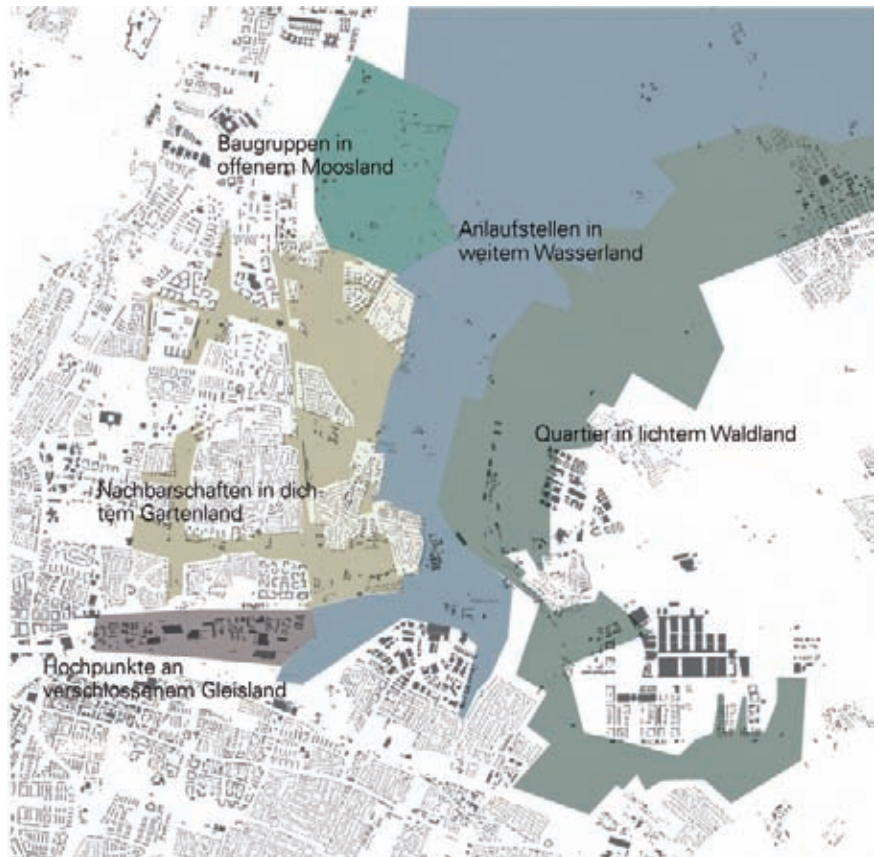 Baugruppen in
offenem Moosland
Anlaufstellen in
weitem Wasserland
Quartier in lichtem Waldland
Nachbarschaften in dich-
tem Gartenland
Hochpunkte an
verschlossenem Gleisland